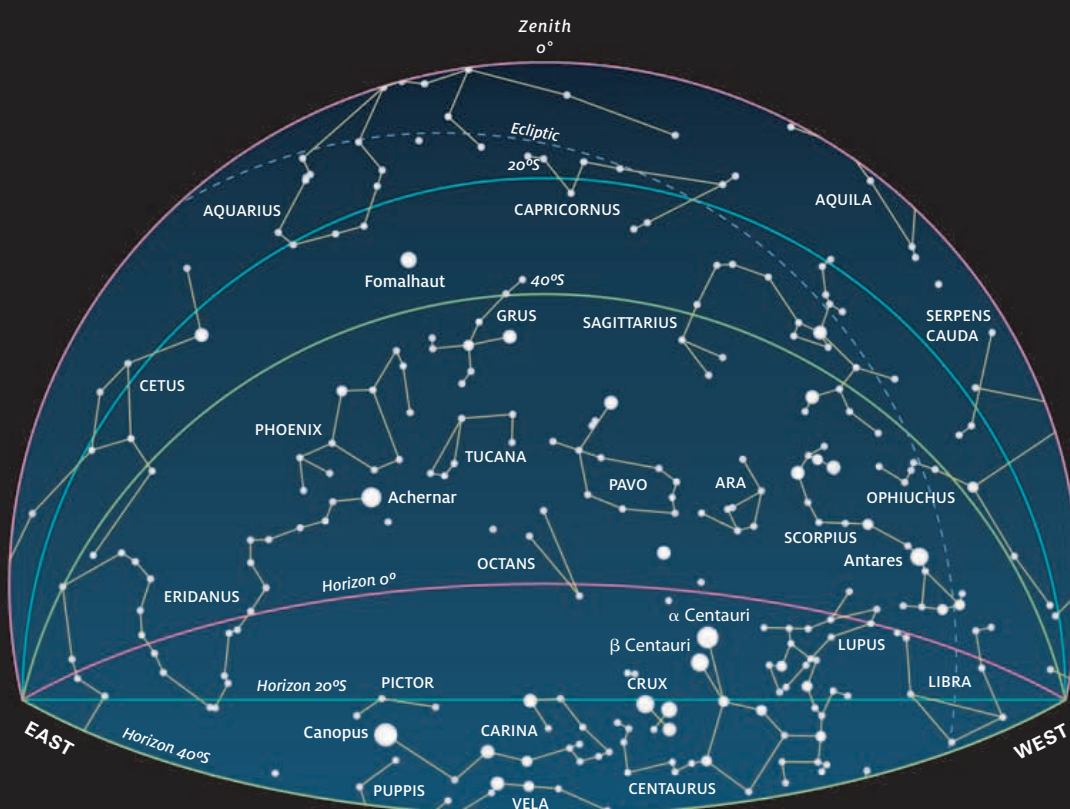 Zenith
0°
Ecliptic
20°S
AQUARIUS
CAPRICORNUS
AQUILA
Fomalhaut
40°S
GRUS
SAGITTARIUS
SERPENS
CAUDA
CETUS
PHOENIX
TUCANA
PAVO
ARA
Achernar
OPHIUCHUS
SCORPIUS
OCTANS
Antares
Horizon 0°
ERIDANUS
α Centauri
β Centauri
LUPUS
Horizon 20°S
PICTOR
CRUX
LIBRA
EAST
Horizon 40°S
Canopus
CARINA
WEST
PUPPIS
VELA
CENTAURUS